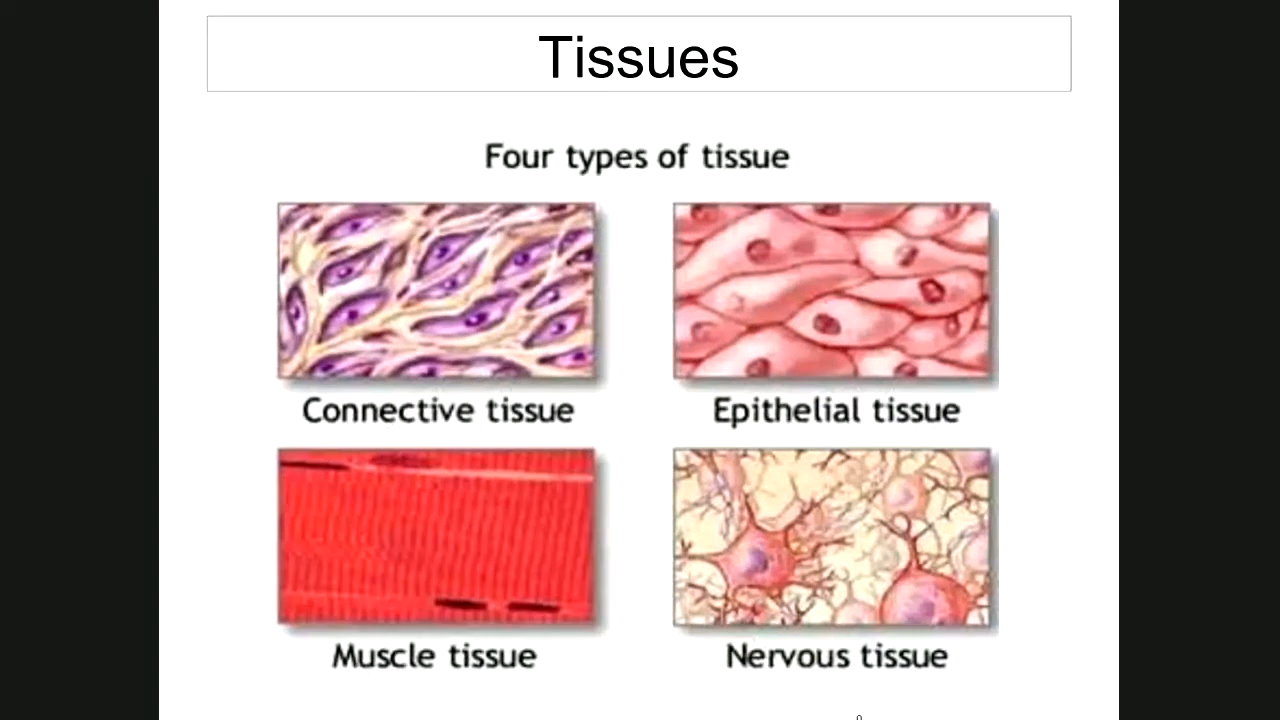 Tissues
Four types of tissue
Connective tissue
Epithelial tissue
Muscle tissue
Nervous tissue